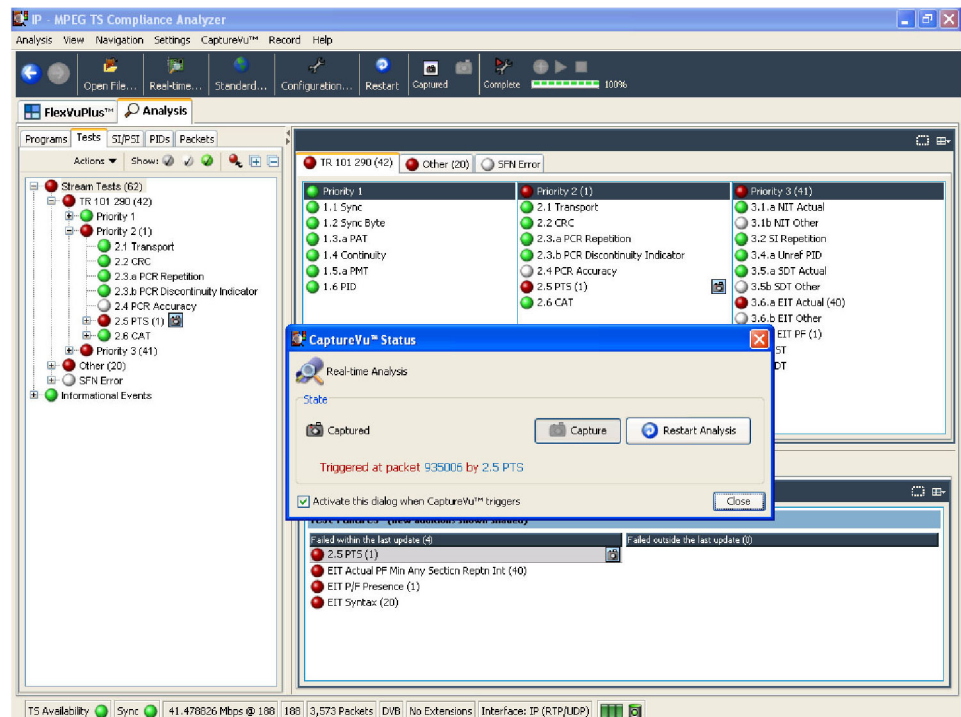 IP - MPEG TS Compliance Analyzer
Analysis View Navigation Settings CaptureVu™ Record Help
Open File... Real-time... Standard... Configuration... Restart Captured Complete 100%
FlexVuPlus™ Analysis
Programs Tests SI/PSI PIDs Packets
Actions Show:
Stream Tests (62)
TR 101 290 (42)
Priority 1
Priority 2 (1)
2.1 Transport
2.2 CRC
2.3.a PCR Repetition
2.3.b PCR Discontinuity Indicator
2.4 PCR Accuracy
2.5 PTS (1)
2.6 CAT
Priority 3 (41)
Other (20)
SFN Error
Informational Events
TR 101 290 (42) Other (20) SFN Error
Priority 1
1.1 Sync
1.2 Sync Byte
1.3.a PAT
1.4 Continuity
1.5.a PMT
1.6 PID
Priority 2 (1)
2.1 Transport
2.2 CRC
2.3.a PCR Repetition
2.3.b PCR Discontinuity Indicator
2.4 PCR Accuracy
2.5 PTS (1)
2.6 CAT
Priority 3 (41)
3.1.a NIT Actual
3.1b NIT Other
3.2 SI Repetition
3.4.a Unref PID
3.5.a SDT Actual
3.5b SDT Other
3.6.a EIT Actual (40)
3.6.b EIT Other
EIT PF (1)
ST
DT
CaptureVu™ Status
Real-time Analysis
State
Captured Capture Restart Analysis
Triggered at packet 935006 by 2.5 PTS
Activate this dialog when CaptureVu™ triggers Close
Test Failures (new additions shown shaded)
Failed within the last update (4) Failed outside the last update (0)
2.5 PTS (1)
EIT Actual PF Min Any Section Reptn Int (40)
EIT P/F Presence (1)
EIT Syntax (20)
TS Availability Sync 41.478826 Mbps @ 188 188 3,573 Packets DVB No Extensions Interface: IP (RTP/UDP)